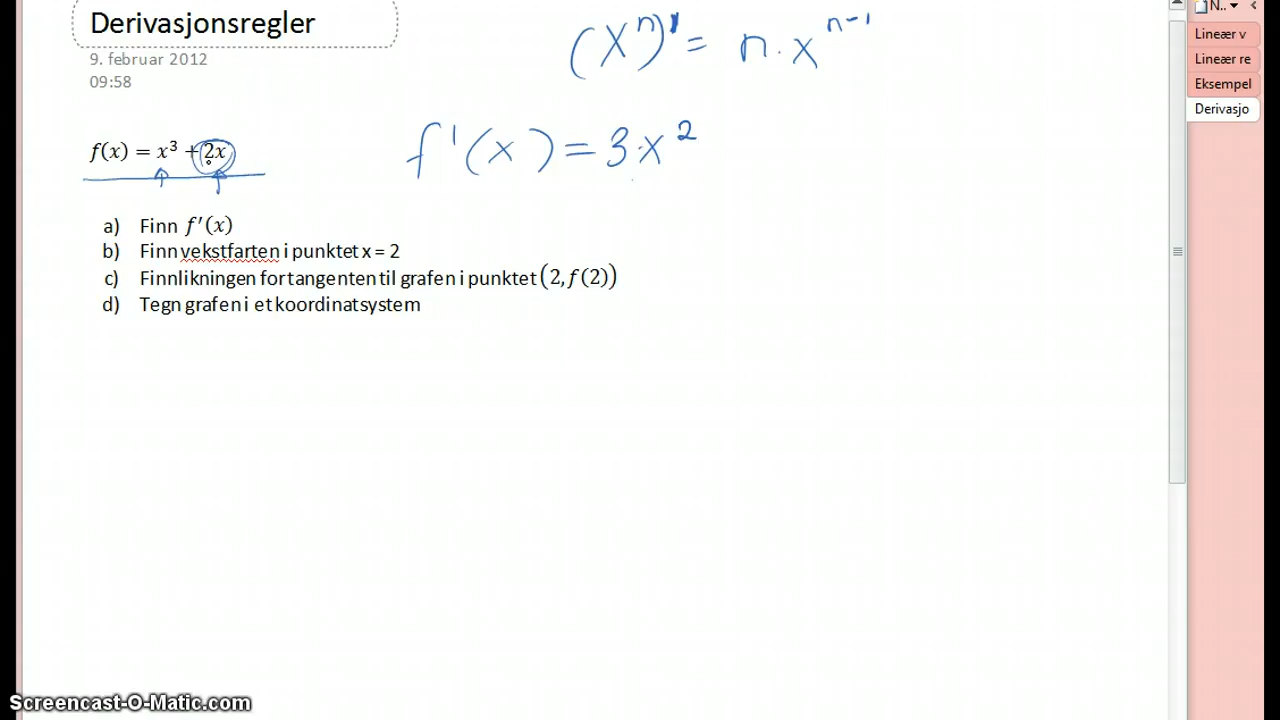 Derivasjonsregler
9. februar 2012
09:58
(xⁿ)' = n · x^{n-1}
f(x) = x³ + 2x
f'(x) = 3·x²
a) Finn f'(x)
b) Finn vekstfarten i punktet x = 2
c) Finn likningen for tangenten til grafen i punktet (2, f(2))
d) Tegn grafen i et koordinatsystem
N..
Lineær v
Lineær re
Eksempel
Derivasjo
Screencast-O-Matic.com